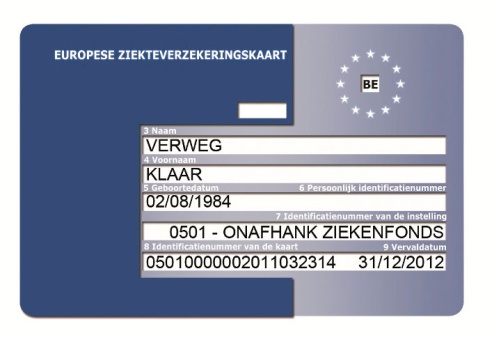 EUROPESE ZIEKTEVERZEKERINGSKAART
BE
3 Naam
VERWEG
4 Voornaam
KLAAR
5 Geboortedatum 6 Persoonlijk identificatienummer
02/08/1984
7 Identificatienummer van de instelling
0501 - ONAFHANK ZIEKENFONDS
8 Identificatienummer van de kaart 9 Vervaldatum
05010000002011032314 31/12/2012